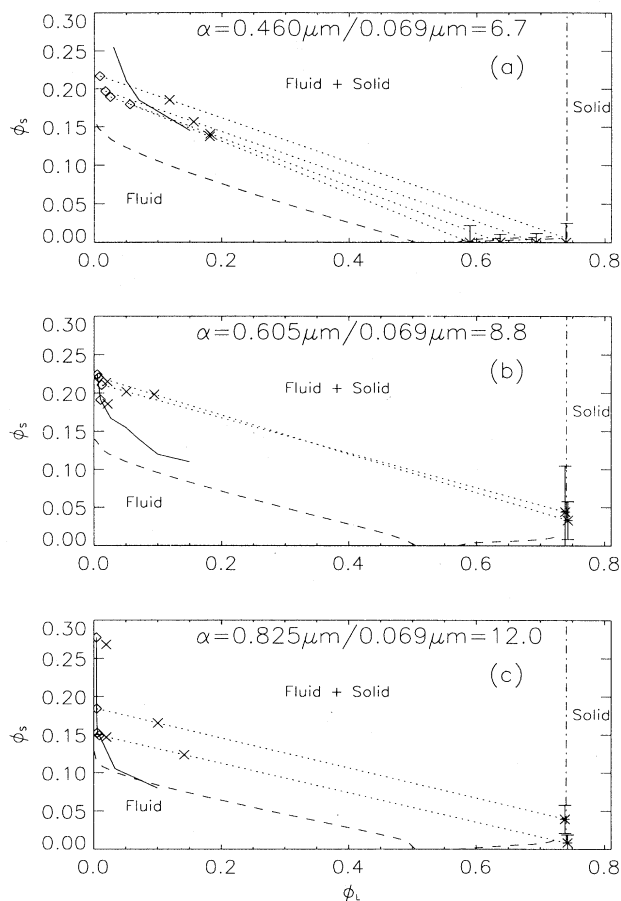 α=0.460μm/0.069μm=6.7
(a)
Fluid + Solid
Solid
Fluid
φS
0.30
0.25
0.20
0.15
0.10
0.05
0.00
0.0 0.2 0.4 0.6 0.8
α=0.605μm/0.069μm=8.8
(b)
Fluid + Solid
Solid
Fluid
φS
0.30
0.25
0.20
0.15
0.10
0.05
0.00
0.0 0.2 0.4 0.6 0.8
α=0.825μm/0.069μm=12.0
(c)
Fluid + Solid
Solid
Fluid
φS
0.30
0.25
0.20
0.15
0.10
0.05
0.00
0.0 0.2 0.4 0.6 0.8
φL